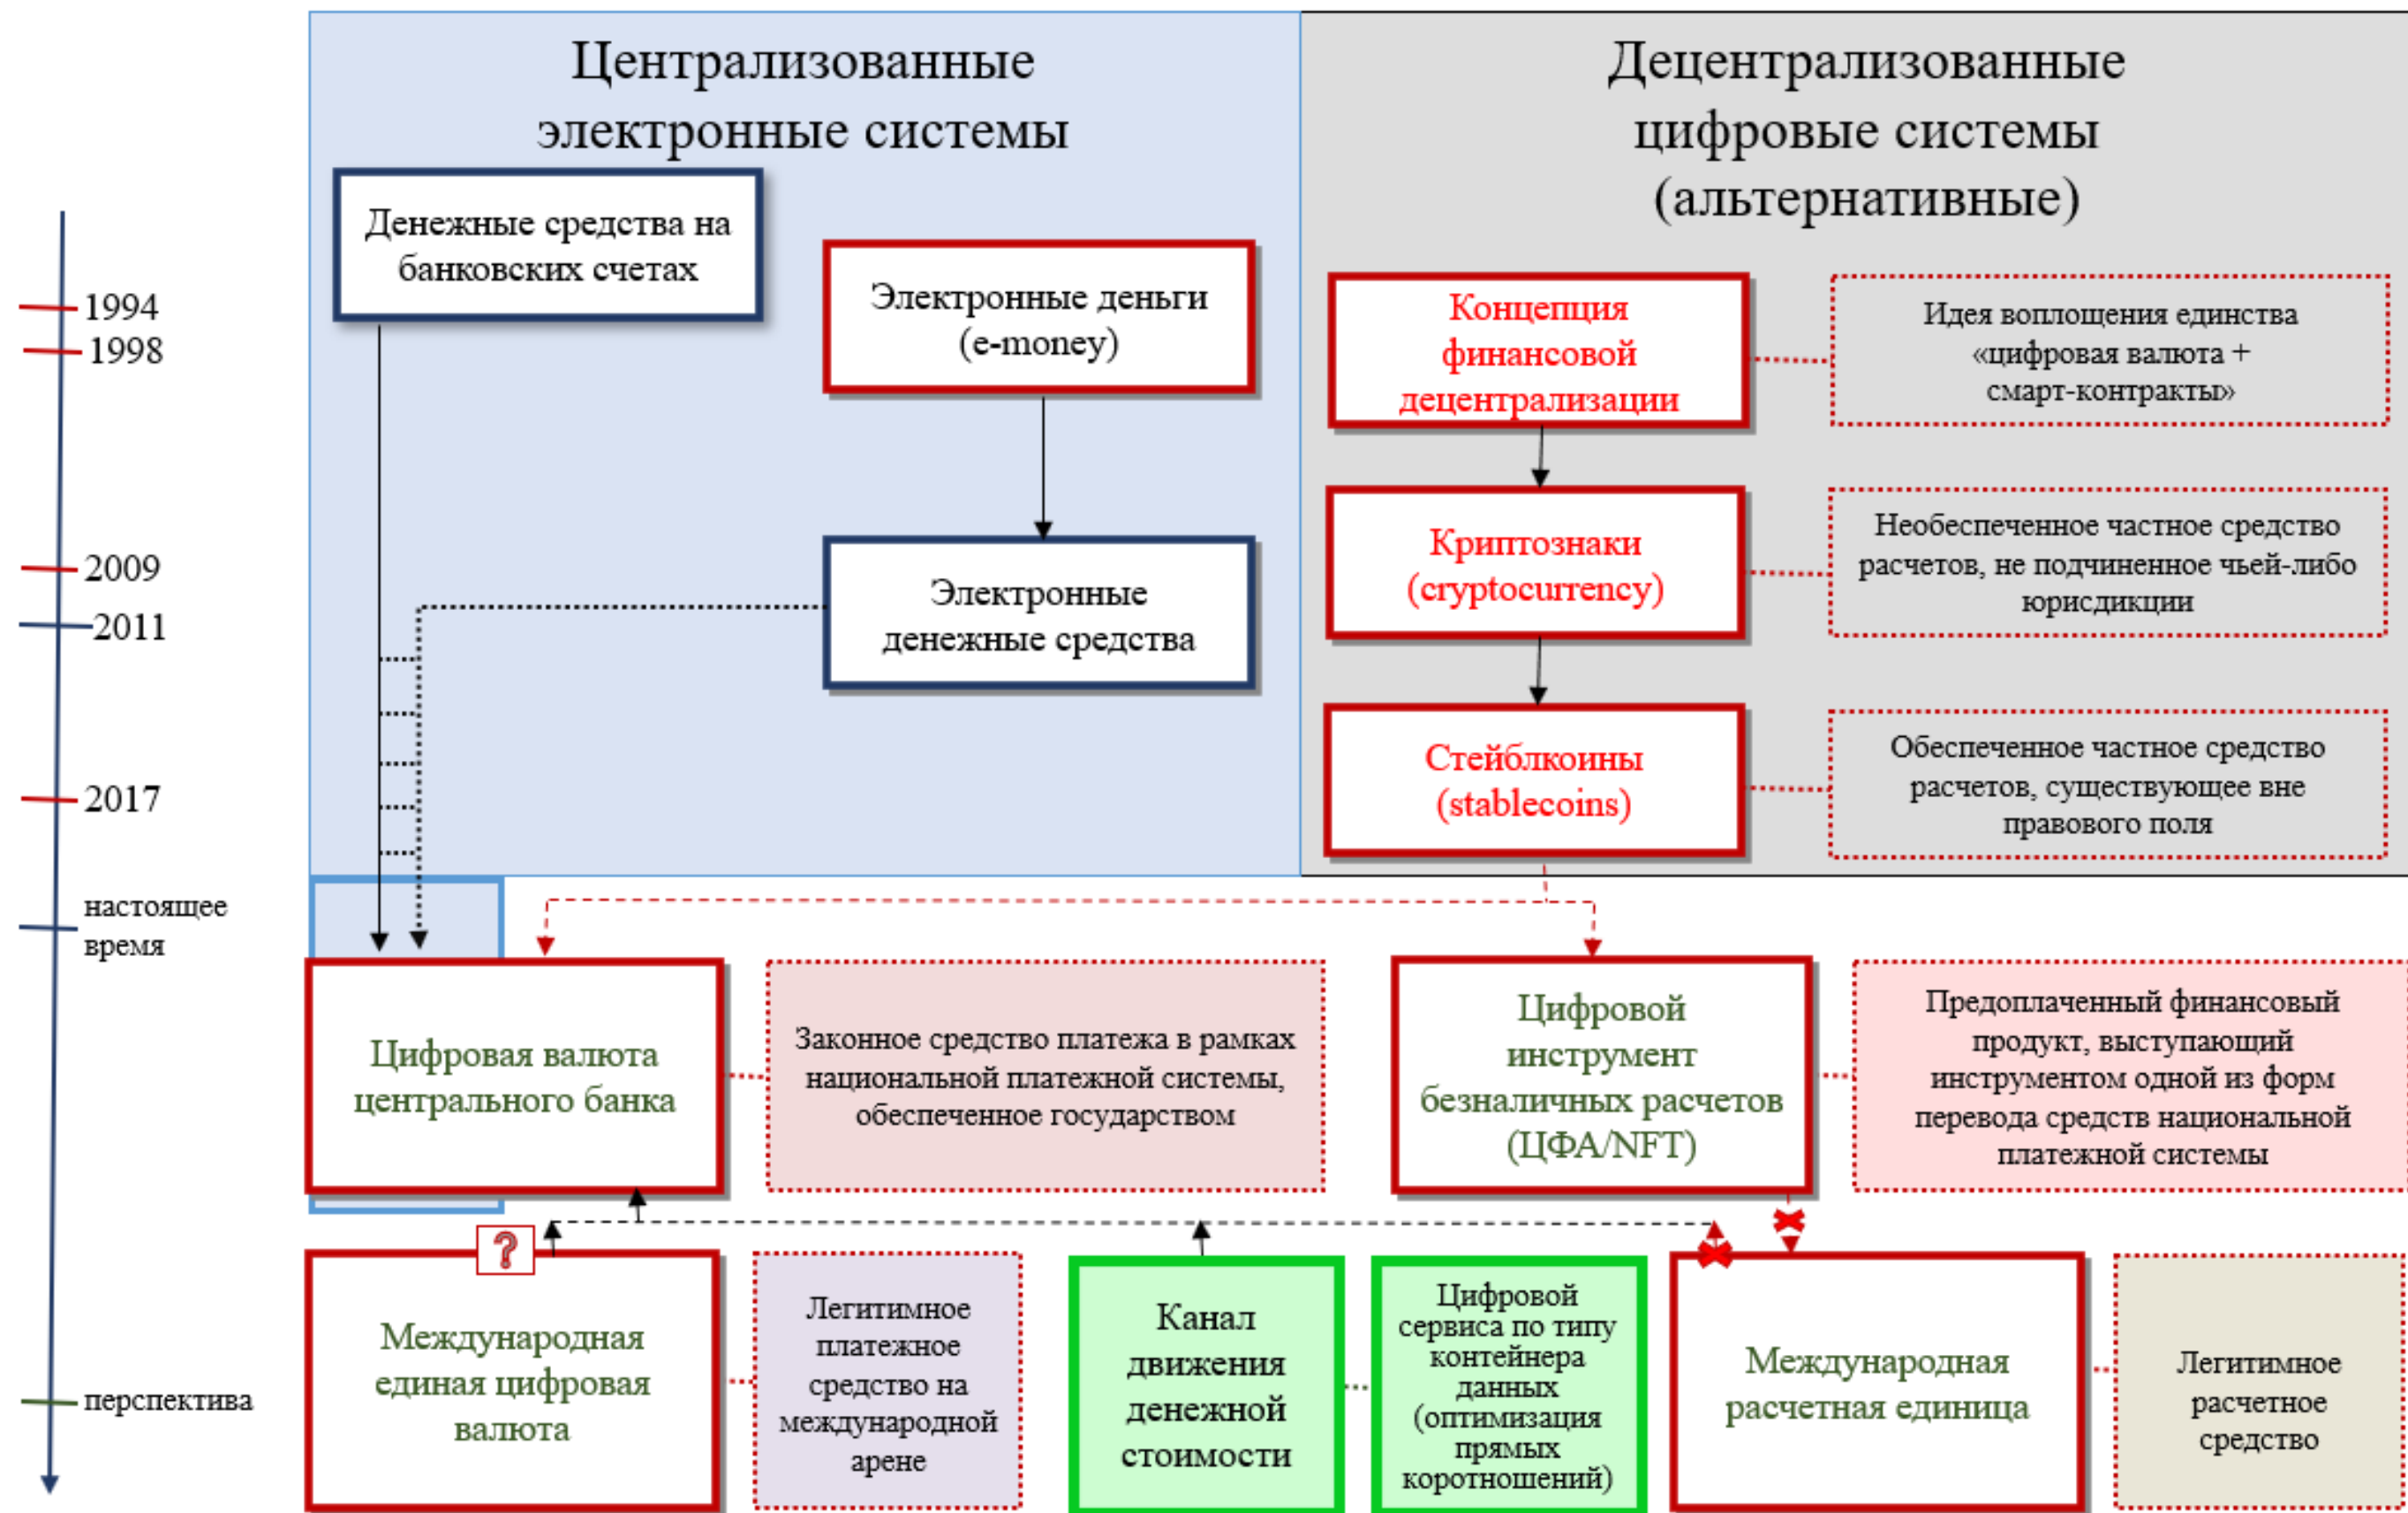 Централизованные
электронные системы
Децентрализованные
цифровые системы
(альтернативные)
1994
1998
2009
2011
2017
настоящее
время
перспектива
Денежные средства на
банковских счетах
Электронные деньги
(e-money)
Электронные
денежные средства
Концепция
финансовой
децентрализации
Идея воплощения единства
«цифровая валюта +
смарт-контракты»
Криптознаки
(cryptocurrency)
Необеспеченное частное средство
расчетов, не подчиненное чьей-либо
юрисдикции
Стейблкоины
(stablecoins)
Обеспеченное частное средство
расчетов, существующее вне
правового поля
Цифровая валюта
центрального банка
Законное средство платежа в рамках
национальной платежной системы,
обеспеченное государством
Цифровой
инструмент
безналичных расчетов
(ЦФА/NFT)
Предоплаченный финансовый
продукт, выступающий
инструментом одной из форм
перевода средств национальной
платежной системы
?
Международная
единая цифровая
валюта
Легитимное
платежное
средство на
международной
арене
Канал
движения
денежной
стоимости
Цифровой
сервиса по типу
контейнера
данных
(оптимизация
прямых
коротношений)
Международная
расчетная единица
Легитимное
расчетное
средство